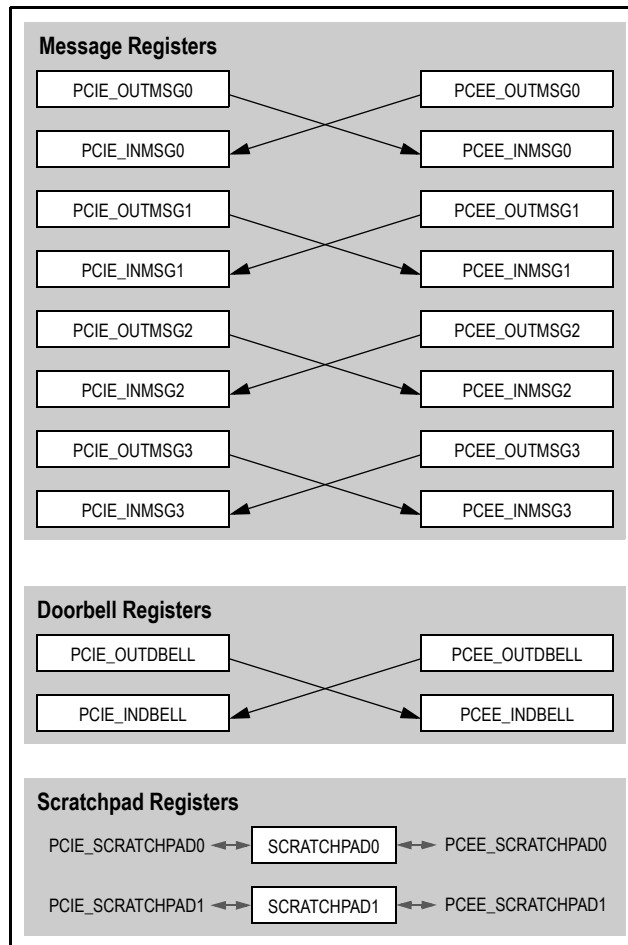 Message Registers
PCIE_OUTMSG0 PCEE_OUTMSG0
PCIE_INMSG0 PCEE_INMSG0
PCIE_OUTMSG1 PCEE_OUTMSG1
PCIE_INMSG1 PCEE_INMSG1
PCIE_OUTMSG2 PCEE_OUTMSG2
PCIE_INMSG2 PCEE_INMSG2
PCIE_OUTMSG3 PCEE_OUTMSG3
PCIE_INMSG3 PCEE_INMSG3
Doorbell Registers
PCIE_OUTDBELL PCEE_OUTDBELL
PCIE_INDBELL PCEE_INDBELL
Scratchpad Registers
PCIE_SCRATCHPAD0 SCRATCHPAD0 PCEE_SCRATCHPAD0
PCIE_SCRATCHPAD1 SCRATCHPAD1 PCEE_SCRATCHPAD1